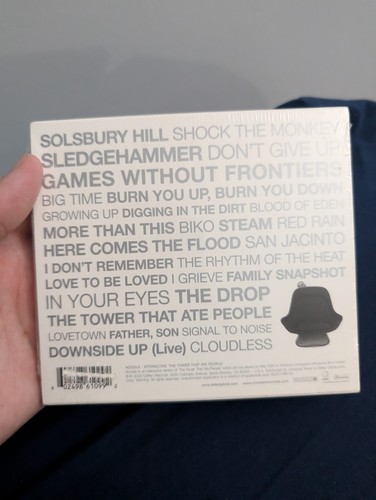 SOLSBURY HILL SHOCK THE MONKEY
SLEDGEHAMMER DON'T GIVE UP
GAMES WITHOUT FRONTIERS
BIG TIME BURN YOU UP, BURN YOU DOWN
GROWING UP DIGGING IN THE DIRT BLOOD OF EDEN
MORE THAN THIS BIKO STEAM RED RAIN
HERE COMES THE FLOOD SAN JACINTO
I DON'T REMEMBER THE RHYTHM OF THE HEAT
LOVE TO BE LOVED I GRIEVE FAMILY SNAPSHOT
IN YOUR EYES THE DROP
THE TOWER THAT ATE PEOPLE
LOVETOWN FATHER, SON SIGNAL TO NOISE
DOWNSIDE UP (Live) CLOUDLESS
02498 61099